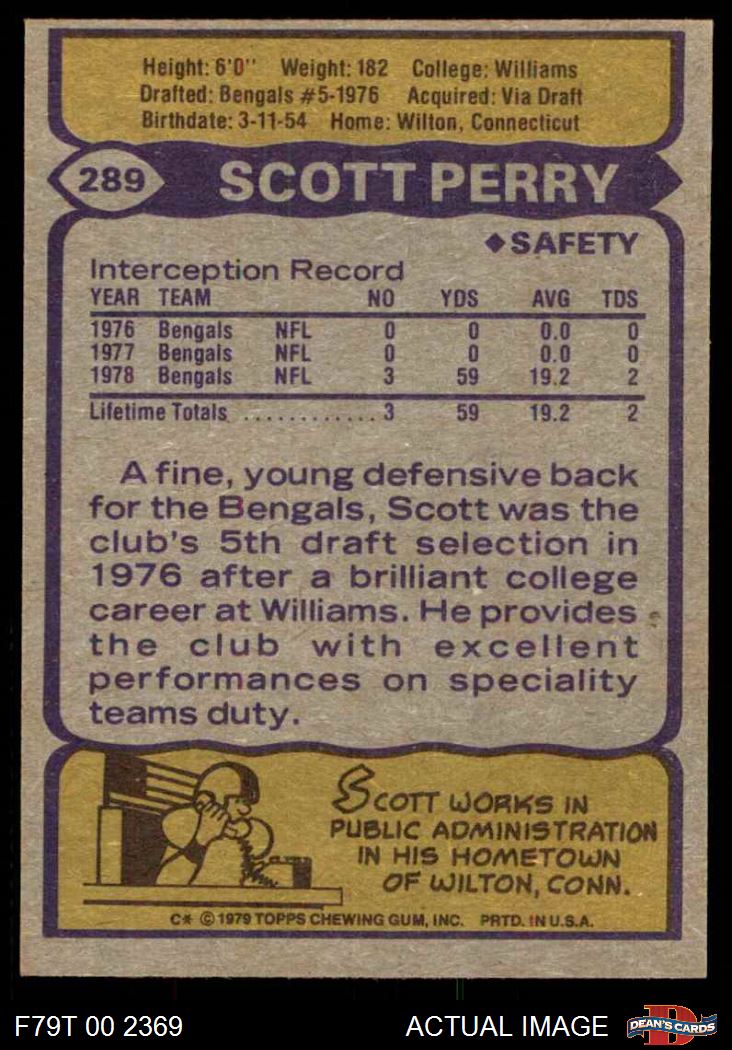 Height: 6'0'' Weight: 182 College: Williams
Drafted: Bengals #5-1976 Acquired: Via Draft
Birthdate: 3-11-54 Home: Wilton, Connecticut
289 SCOTT PERRY
◆SAFETY
Interception Record
YEAR TEAM NO YDS AVG TDS
1976 Bengals NFL 0 0 0.0 0
1977 Bengals NFL 0 0 0.0 0
1978 Bengals NFL 3 59 19.2 2
Lifetime Totals ............ 3 59 19.2 2
A fine, young defensive back
for the Bengals, Scott was the
club's 5th draft selection in
1976 after a brilliant college
career at Williams. He provides
the club with excellent
performances on speciality
teams duty.
SCOTT WORKS IN
PUBLIC ADMINISTRATION
IN HIS HOMETOWN
OF WILTON, CONN.
C* © 1979 TOPPS CHEWING GUM, INC. PRTD. IN U.S.A.
F79T 00 2369 ACTUAL IMAGE D DEAN'S CARDS